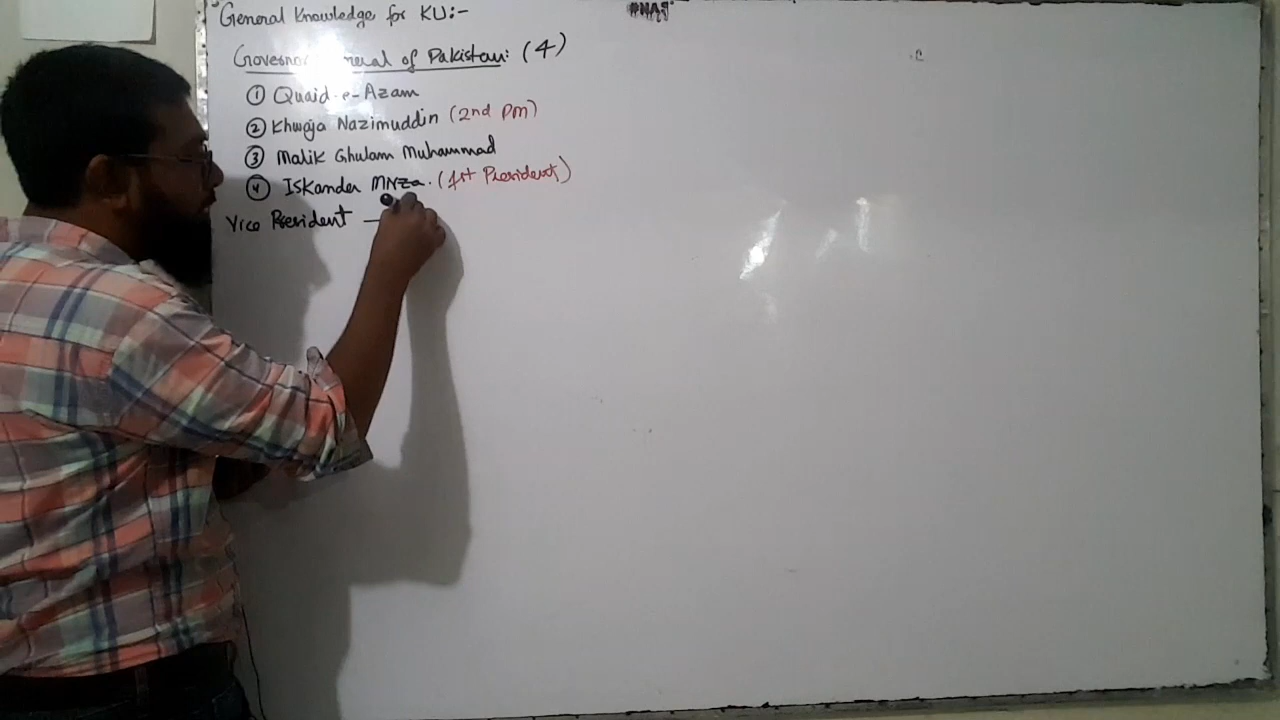 General Knowledge for KU:-
Governor General of Pakistan: (4)
① Quaid-e-Azam
② Khwaja Nazimuddin (2nd PM)
③ Malik Ghulam Muhammad
④ Iskander Mirza. (1st President)
Vice President —